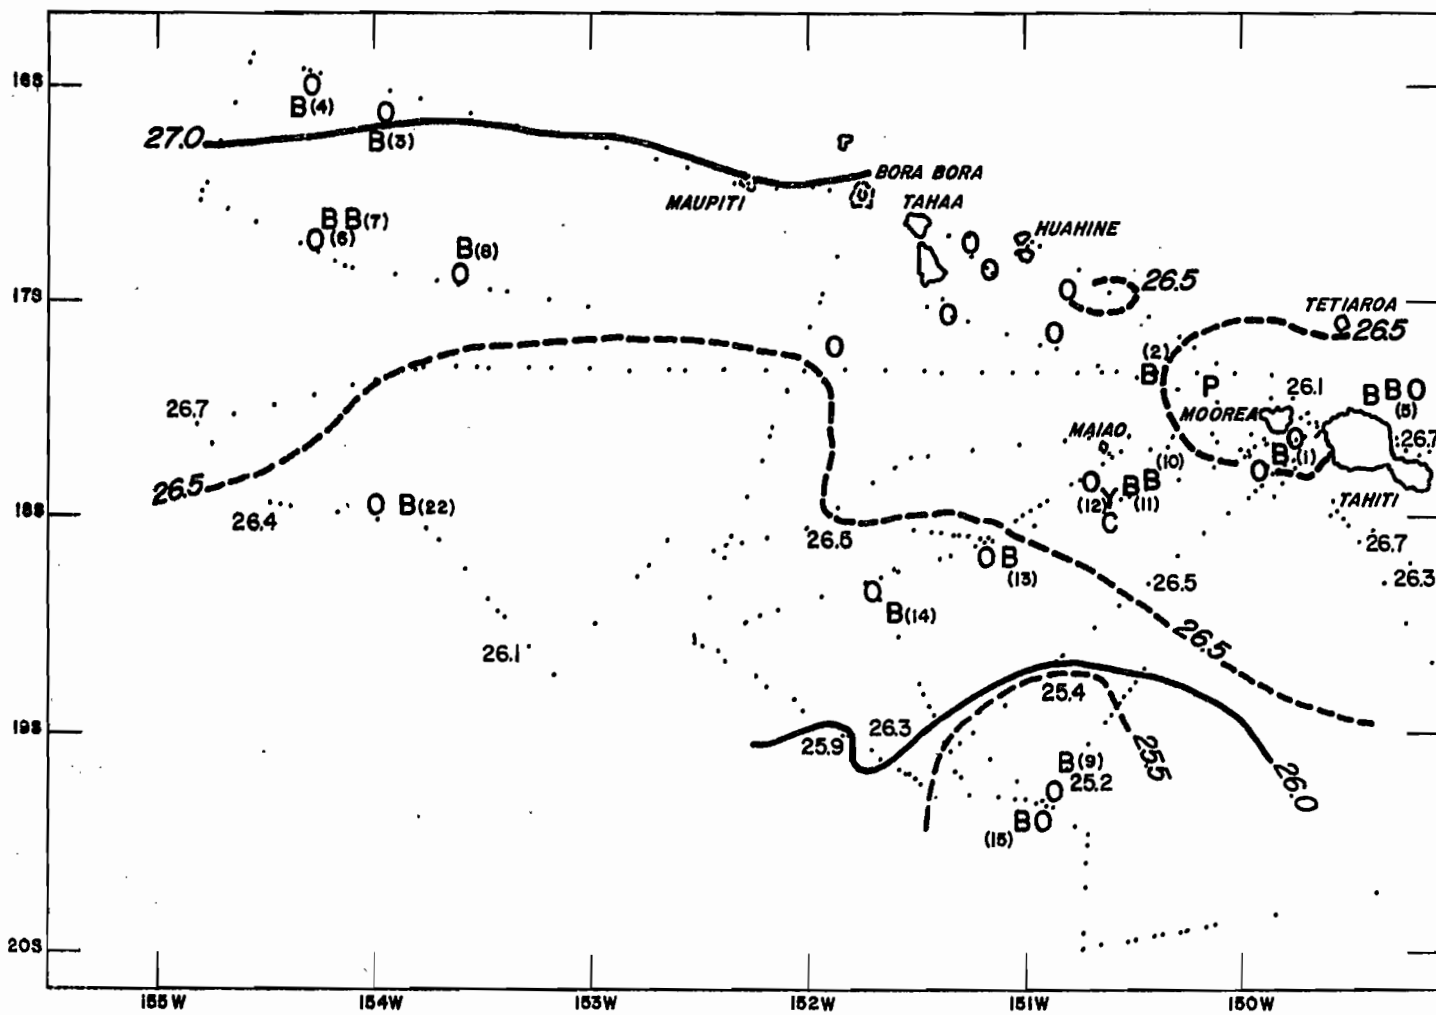 16S
O
B(4)
O
27.0
B(3)
BORA BORA
MAUPITI
TAHAA
B B(7)
O(6)
B(8)
O
O
HUAHINE
O
17S
O
26.5
TETIAROA
O
O
26.5
O
(2)
B
P
26.1
B B O
(5)
26.7
MOOREA
26.7
MAIAO
O
B(1)
O
26.5
O
(12)
B B(10)
(11)
Y
C
TAHITI
18S
26.4
O B(22)
26.5
26.7
O B
(13)
26.5
26.3
O
B(14)
26.1
26.5
25.4
19S
25.9
26.3
25.5
B(9)
25.2
O
26.0
(15) B O
20S
155W
154W
153W
152W
151W
150W